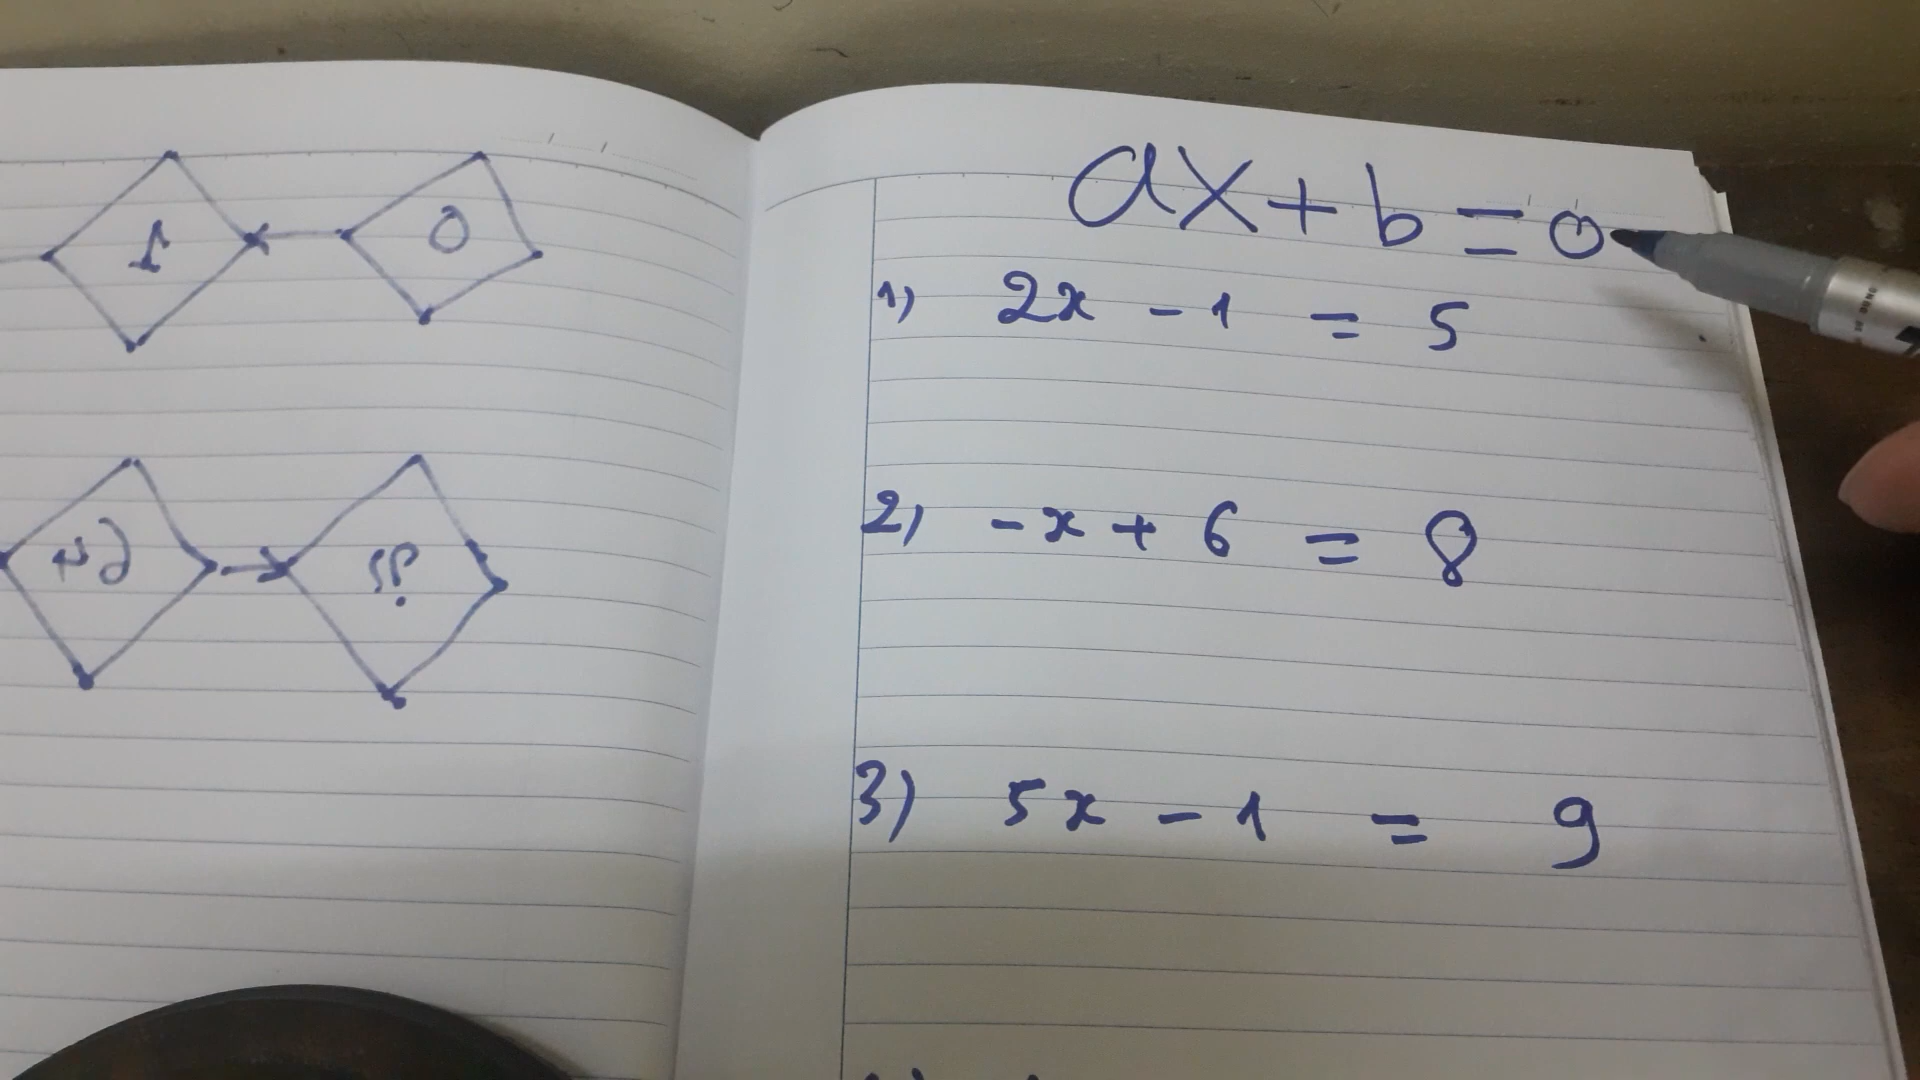 ax + b = 0
1) 2x - 1 = 5
2) -x + 6 = 8
3) 5x - 1 = 9
1
0